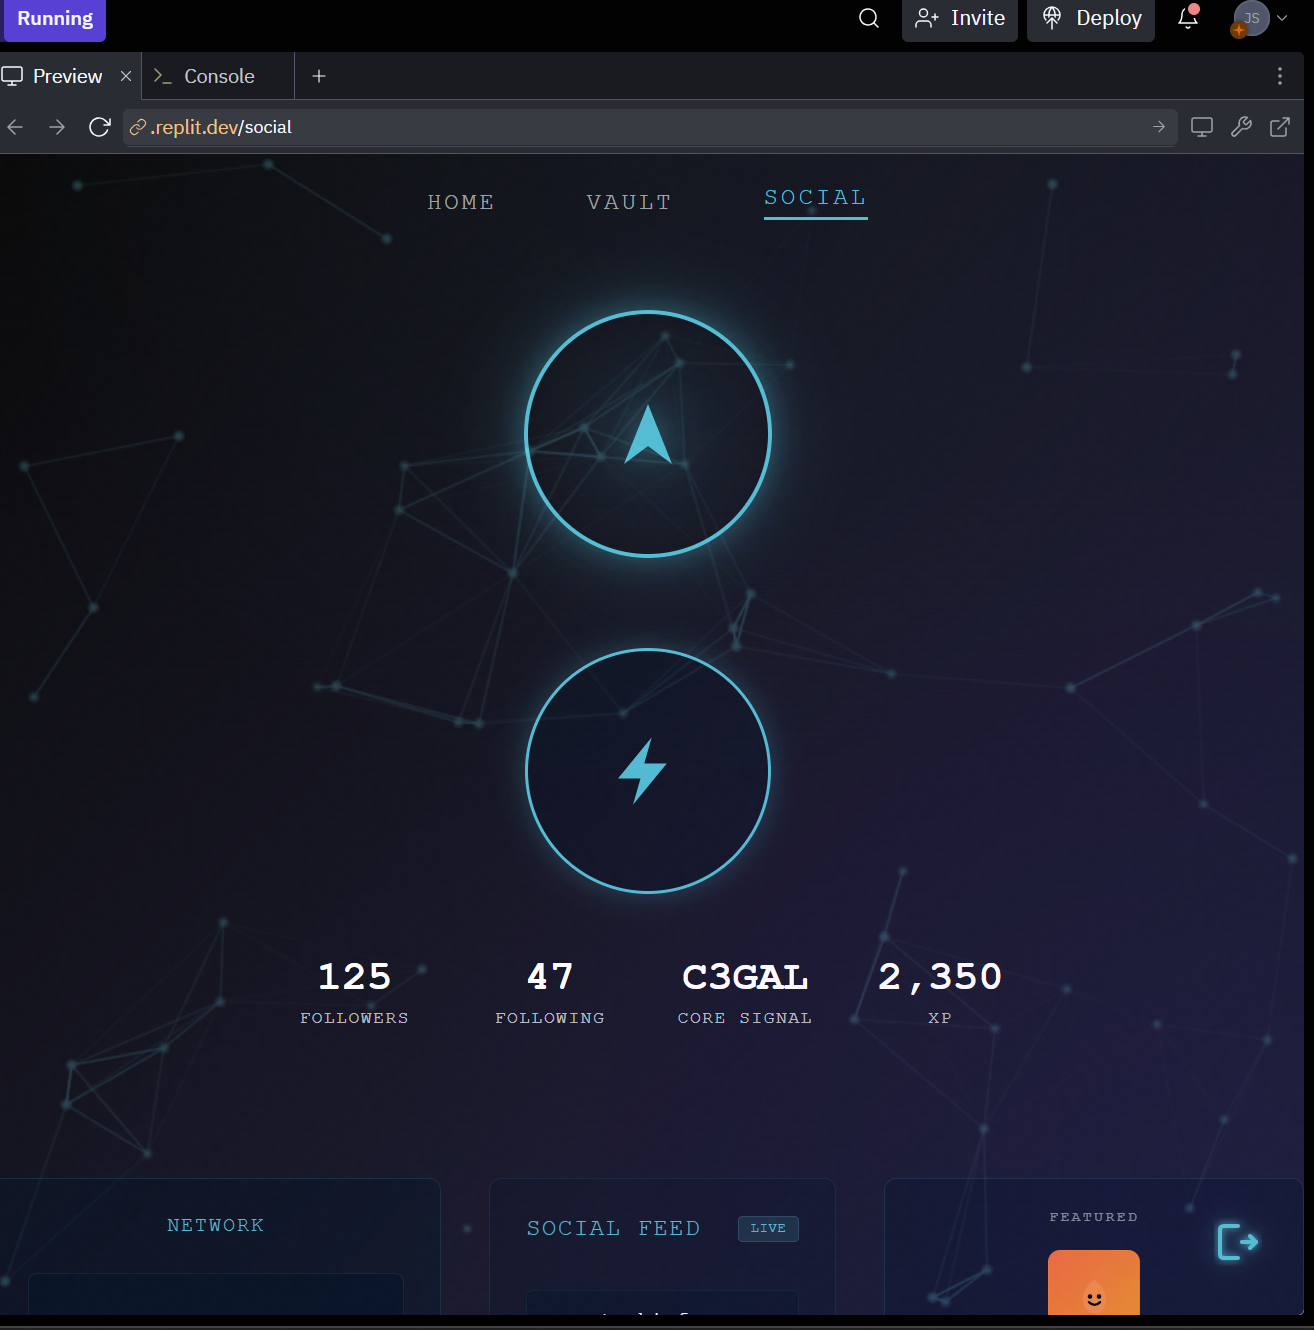 Running
Invite
Deploy
JS
Preview
Console
.replit.dev/social
HOME
VAULT
SOCIAL
125
47
C3GAL
2,350
FOLLOWERS
FOLLOWING
CORE SIGNAL
XP
NETWORK
SOCIAL FEED
LIVE
FEATURED